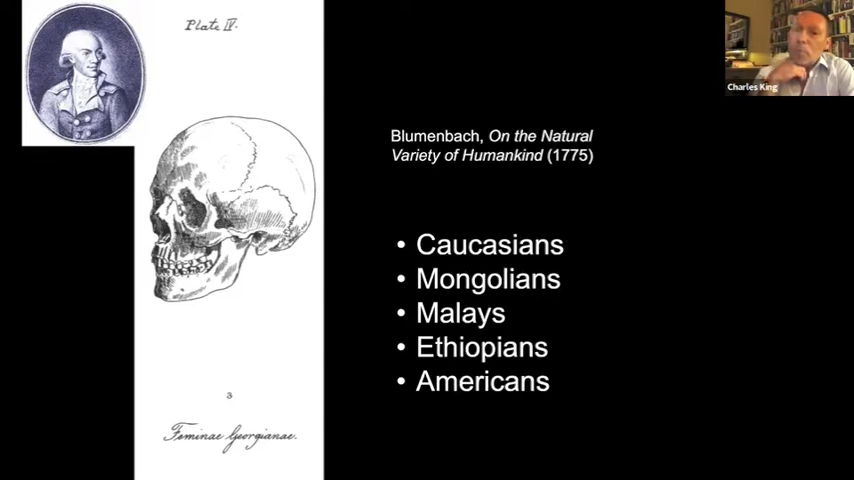 Plate IV.
Charles King
Blumenbach, On the Natural
Variety of Humankind (1775)
• Caucasians
• Mongolians
• Malays
• Ethiopians
• Americans
3
Feminae Georgianae.